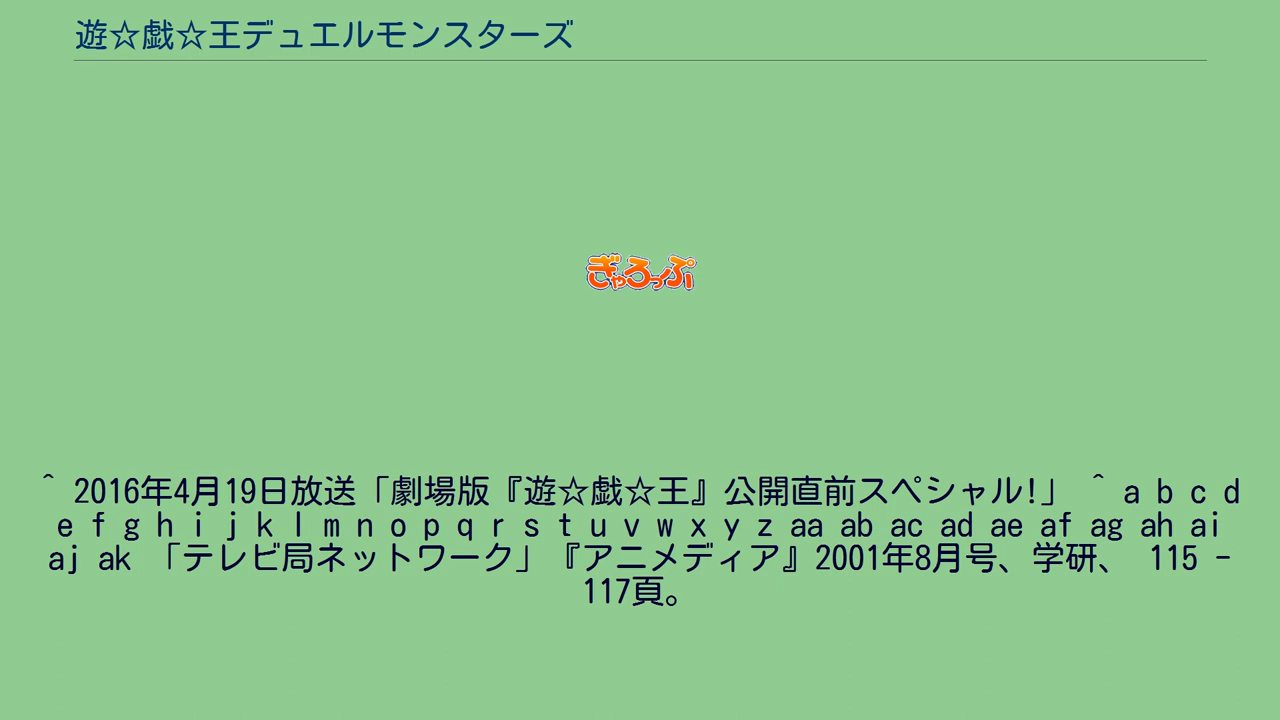 遊☆戯☆王デュエルモンスターズ
ぎゃろっぷ
^ 2016年4月19日放送「劇場版『遊☆戯☆王』公開直前スペシャル!」 ^ a b c d
e f g h i j k l m n o p q r s t u v w x y z aa ab ac ad ae af ag ah ai
aj ak 「テレビ局ネットワーク」『アニメディア』2001年8月号、学研、 115 -
117頁。